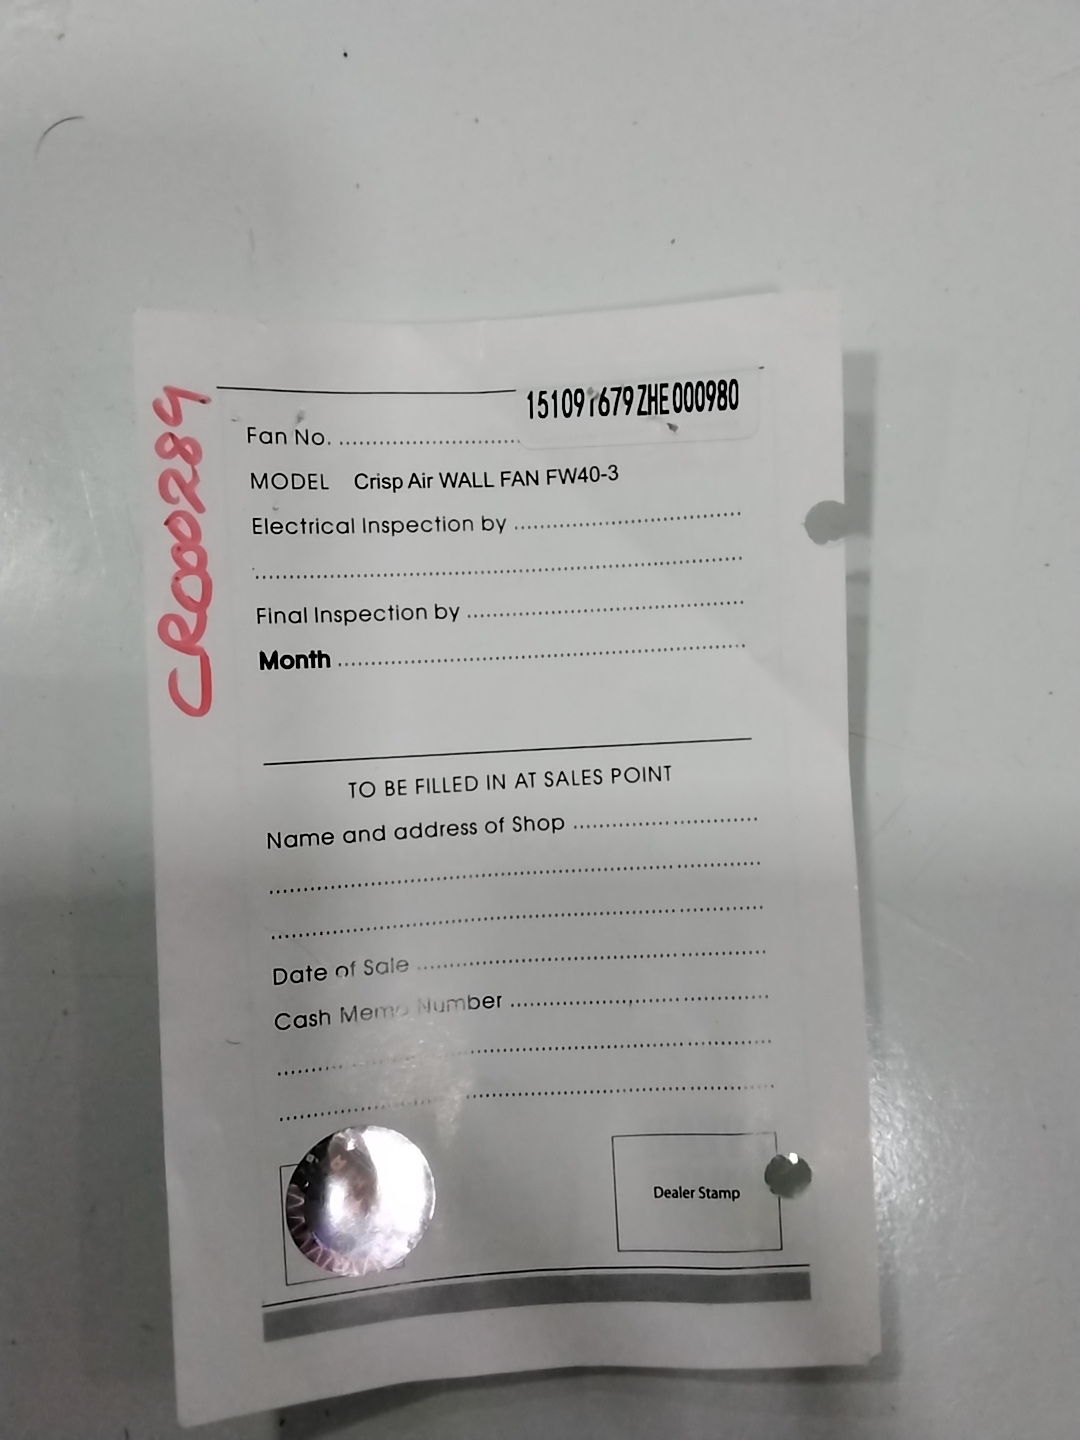 CR000289
151091679ZHE000980
Fan No. ............................
MODEL Crisp Air WALL FAN FW40-3
Electrical Inspection by ....................................
................................................................................
Final Inspection by ...........................................
Month ................................................................
TO BE FILLED IN AT SALES POINT
Name and address of Shop ..............................
................................................................................
................................................................................
Date of Sale .......................................................
Cash Memo Number .........................................
................................................................................
................................................................................
Dealer Stamp